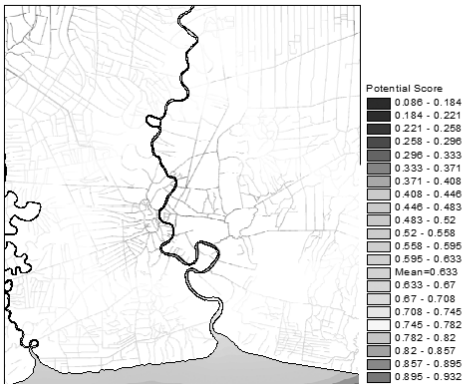 Potential Score
0.086 - 0.184
0.184 - 0.221
0.221 - 0.258
0.258 - 0.296
0.296 - 0.333
0.333 - 0.371
0.371 - 0.408
0.408 - 0.446
0.446 - 0.483
0.483 - 0.52
0.52 - 0.558
0.558 - 0.595
0.595 - 0.633
Mean=0.633
0.633 - 0.67
0.67 - 0.708
0.708 - 0.745
0.745 - 0.782
0.782 - 0.82
0.82 - 0.857
0.857 - 0.895
0.895 - 0.932